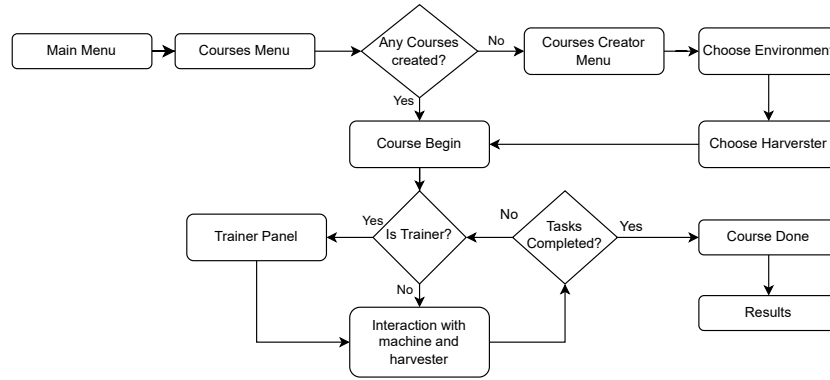 Main Menu
Courses Menu
Any Courses
created?
No
Courses Creator
Menu
Choose Environment
Yes
Course Begin
Choose Harverster
Trainer Panel
Yes
Is Trainer?
No
Tasks
Completed?
Yes
Course Done
No
Interaction with
machine and
harvester
Results